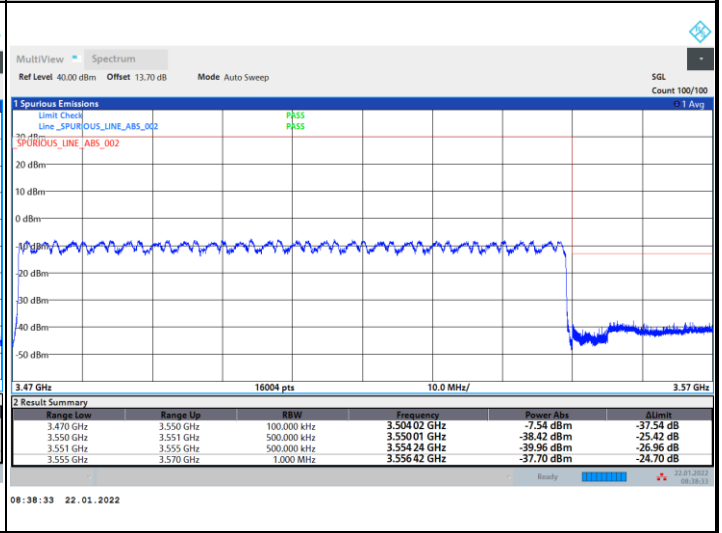 MultiView Spectrum
Ref Level 40.00 dBm Offset 13.70 dB Mode Auto Sweep SGL
Count 100/100
1 Spurious Emissions 1 Avg
Limit Check PASS
Line _SPURIOUS_LINE_ABS_002 PASS
30 dBm
_SPURIOUS_LINE_ABS_002
20 dBm
10 dBm
0 dBm
-10 dBm
-20 dBm
-30 dBm
-40 dBm
-50 dBm
3.47 GHz 16004 pts 10.0 MHz/ 3.57 GHz
2 Result Summary
Range Low Range Up RBW Frequency Power Abs ΔLimit
3.470 GHz 3.550 GHz 100.000 kHz 3.504 02 GHz -7.54 dBm -37.54 dB
3.550 GHz 3.551 GHz 500.000 kHz 3.550 01 GHz -38.42 dBm -25.42 dB
3.551 GHz 3.555 GHz 500.000 kHz 3.554 24 GHz -39.96 dBm -26.96 dB
3.555 GHz 3.570 GHz 1.000 MHz 3.556 42 GHz -37.70 dBm -24.70 dB
Ready 22.01.2022
08:38:33
08:38:33 22.01.2022